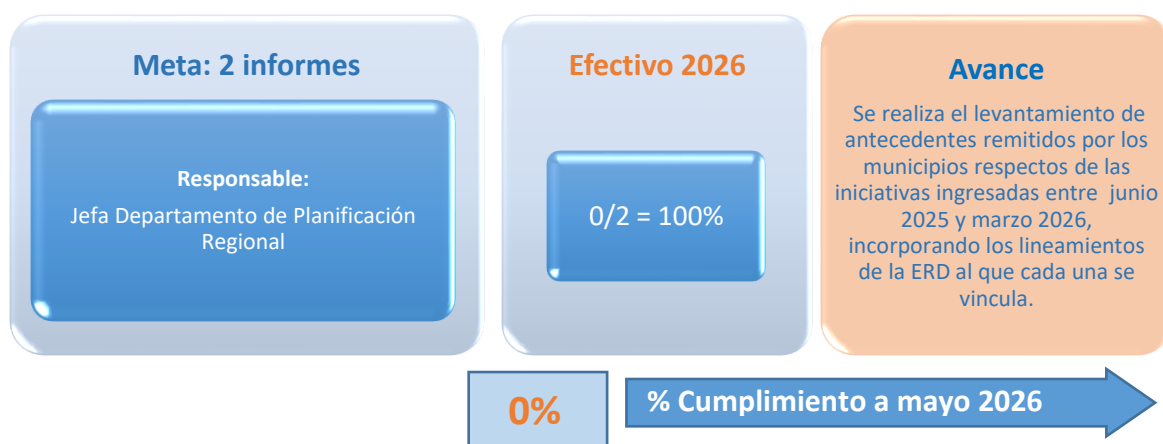 Meta: 2 informes
Responsable:
Jefa Departamento de Planificación
Regional
Efectivo 2026
0/2 = 100%
Avance
Se realiza el levantamiento de
antecedentes remitidos por los
municipios respectos de las
iniciativas ingresadas entre junio
2025 y marzo 2026,
incorporando los lineamientos
de la ERD al que cada una se
vincula.
0%
% Cumplimiento a mayo 2026